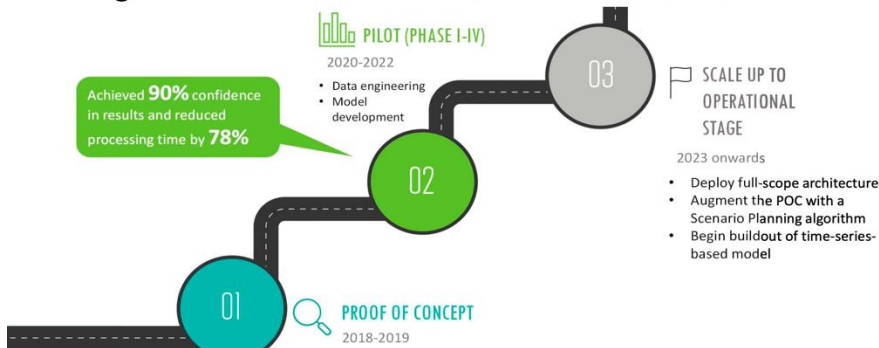 PILOT (PHASE I-IV)
2020-2022
• Data engineering
• Model
development
Achieved 90% confidence
in results and reduced
processing time by 78%
03
SCALE UP TO
OPERATIONAL
STAGE
2023 onwards
• Deploy full-scope architecture
• Augment the POC with a
Scenario Planning algorithm
• Begin buildout of time-series-
based model
02
01
PROOF OF CONCEPT
2018-2019